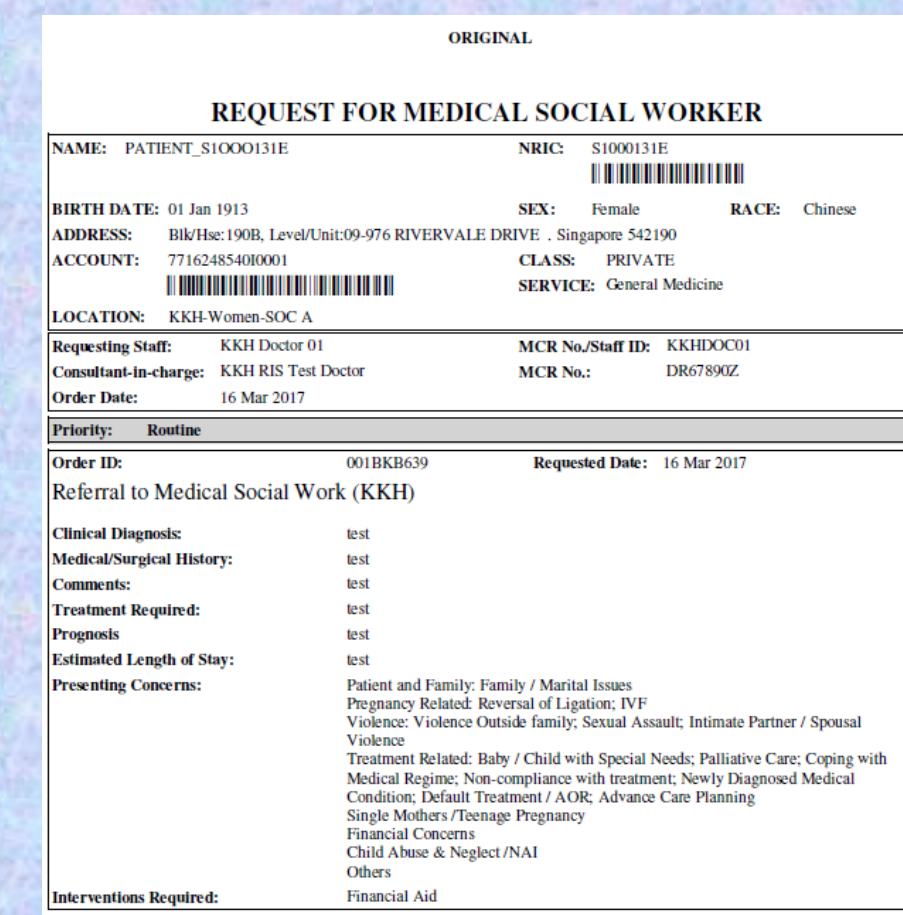 ORIGINAL
REQUEST FOR MEDICAL SOCIAL WORKER
NAME: PATIENT_S1OOO131E NRIC: S1000131E
BIRTH DATE: 01 Jan 1913 SEX: Female RACE: Chinese
ADDRESS: Blk/Hse:190B, Level/Unit:09-976 RIVERVALE DRIVE , Singapore 542190
ACCOUNT: 7716248540I0001 CLASS: PRIVATE
SERVICE: General Medicine
LOCATION: KKH-Women-SOC A
Requesting Staff: KKH Doctor 01 MCR No./Staff ID: KKHDOC01
Consultant-in-charge: KKH RIS Test Doctor MCR No.: DR67890Z
Order Date: 16 Mar 2017
Priority: Routine
Order ID: 001BKB639 Requested Date: 16 Mar 2017
Referral to Medical Social Work (KKH)
Clinical Diagnosis: test
Medical/Surgical History: test
Comments: test
Treatment Required: test
Prognosis test
Estimated Length of Stay: test
Presenting Concerns: Patient and Family: Family / Marital Issues
Pregnancy Related: Reversal of Ligation; IVF
Violence: Violence Outside family; Sexual Assault; Intimate Partner / Spousal
Violence
Treatment Related: Baby / Child with Special Needs; Palliative Care; Coping with
Medical Regime; Non-compliance with treatment; Newly Diagnosed Medical
Condition; Default Treatment / AOR; Advance Care Planning
Single Mothers /Teenage Pregnancy
Financial Concerns
Child Abuse & Neglect /NAI
Others
Interventions Required: Financial Aid